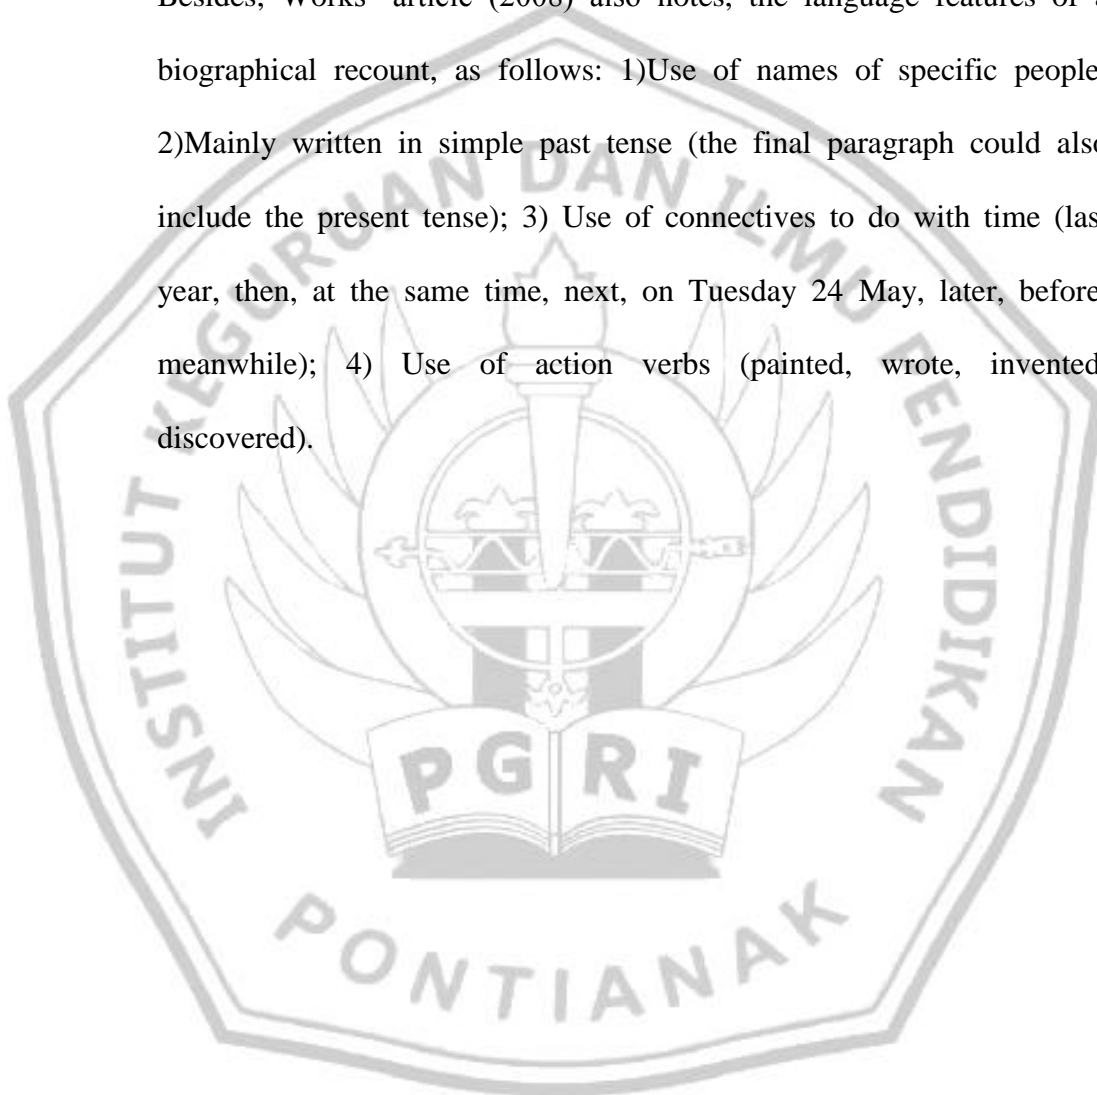 Besides, Works' article (2008) also notes, the language features of a
biographical recount, as follows: 1)Use of names of specific people
2)Mainly written in simple past tense (the final paragraph could also
include the present tense); 3) Use of connectives to do with time (las
year, then, at the same time, next, on Tuesday 24 May, later, before
meanwhile); 4) Use of action verbs (painted, wrote, invented
discovered).
INSTITUT KEGURUAN DAN ILMU PENDIDIKAN
PGRI
PONTIANAK